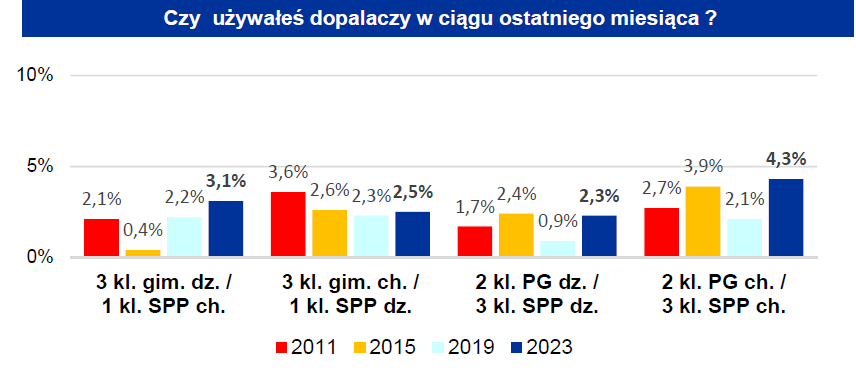 Czy używałeś dopalaczy w ciągu ostatniego miesiąca ?
10%
5%
0%
2,1%
0,4%
2,2%
3,1%
3,6%
2,6%
2,3%
2,5%
1,7%
2,4%
0,9%
2,3%
2,7%
3,9%
2,1%
4,3%
3 kl. gim. dz. /
1 kl. SPP ch.
3 kl. gim. ch. /
1 kl. SPP dz.
2 kl. PG dz. /
3 kl. SPP dz.
2 kl. PG ch. /
3 kl. SPP ch.
2011 2015 2019 2023